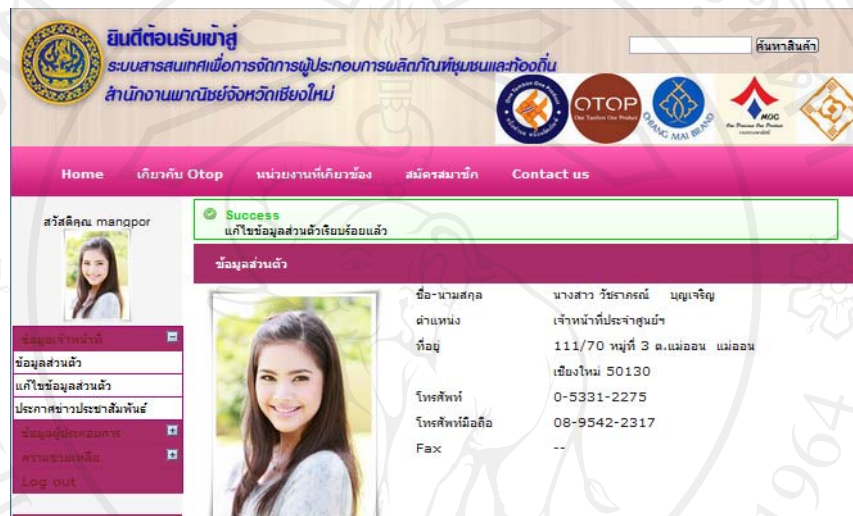 ยินดีต้อนรับเข้าสู่
ระบบสารสนเทศเพื่อการจัดการผู้ประกอบการผลิตภัณฑ์ชุมชนและท้องถิ่น
สำนักงานพาณิชย์จังหวัดเชียงใหม่
ค้นหาสินค้า
OTOP
One Tambon One Product
CHIANG MAI BRAND
MOC
Home เกี่ยวกับ Otop หน่วยงานที่เกี่ยวข้อง สมัครสมาชิก Contact us
สวัสดีคุณ mangpor
Success
แก้ไขข้อมูลส่วนตัวเรียบร้อยแล้ว
ข้อมูลส่วนตัว
ข้อมูลเจ้าหน้าที่
ข้อมูลส่วนตัว
แก้ไขข้อมูลส่วนตัว
ประกาศข่าวประชาสัมพันธ์
ข้อมูลผู้ประกอบการ
ความช่วยเหลือ
Log out
ชื่อ-นามสกุล นางสาว วัชราภรณ์ บุญเจริญ
ตำแหน่ง เจ้าหน้าที่ประจำศูนย์ฯ
ที่อยู่ 111/70 หมู่ที่ 3 ต.แม่ออน แม่ออน
เชียงใหม่ 50130
โทรศัพท์ 0-5331-2275
โทรศัพท์มือถือ 08-9542-2317
Fax --
1964